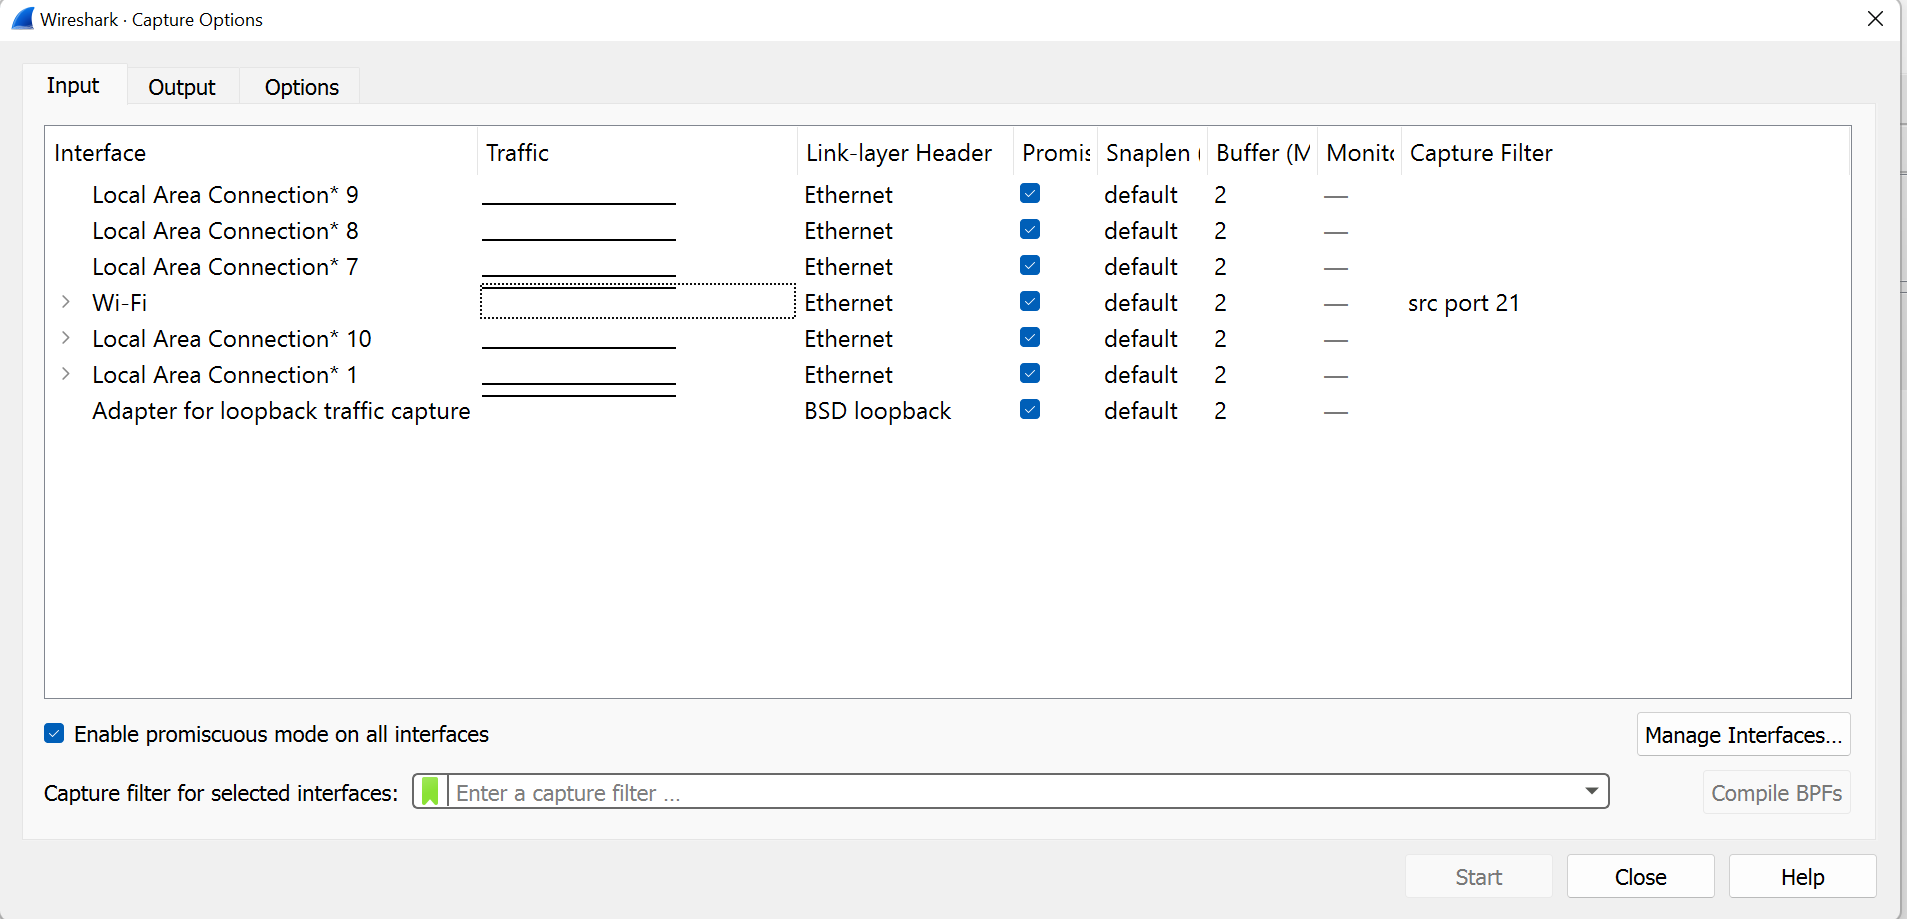 Wireshark · Capture Options
Input Output Options
Interface Traffic Link-layer Header Promis Snaplen ( Buffer (M Monito Capture Filter
Local Area Connection* 9 Ethernet default 2 —
Local Area Connection* 8 Ethernet default 2 —
Local Area Connection* 7 Ethernet default 2 —
Wi-Fi Ethernet default 2 — src port 21
Local Area Connection* 10 Ethernet default 2 —
Local Area Connection* 1 Ethernet default 2 —
Adapter for loopback traffic capture BSD loopback default 2 —
Enable promiscuous mode on all interfaces Manage Interfaces...
Capture filter for selected interfaces: Enter a capture filter ... Compile BPFs
Start Close Help